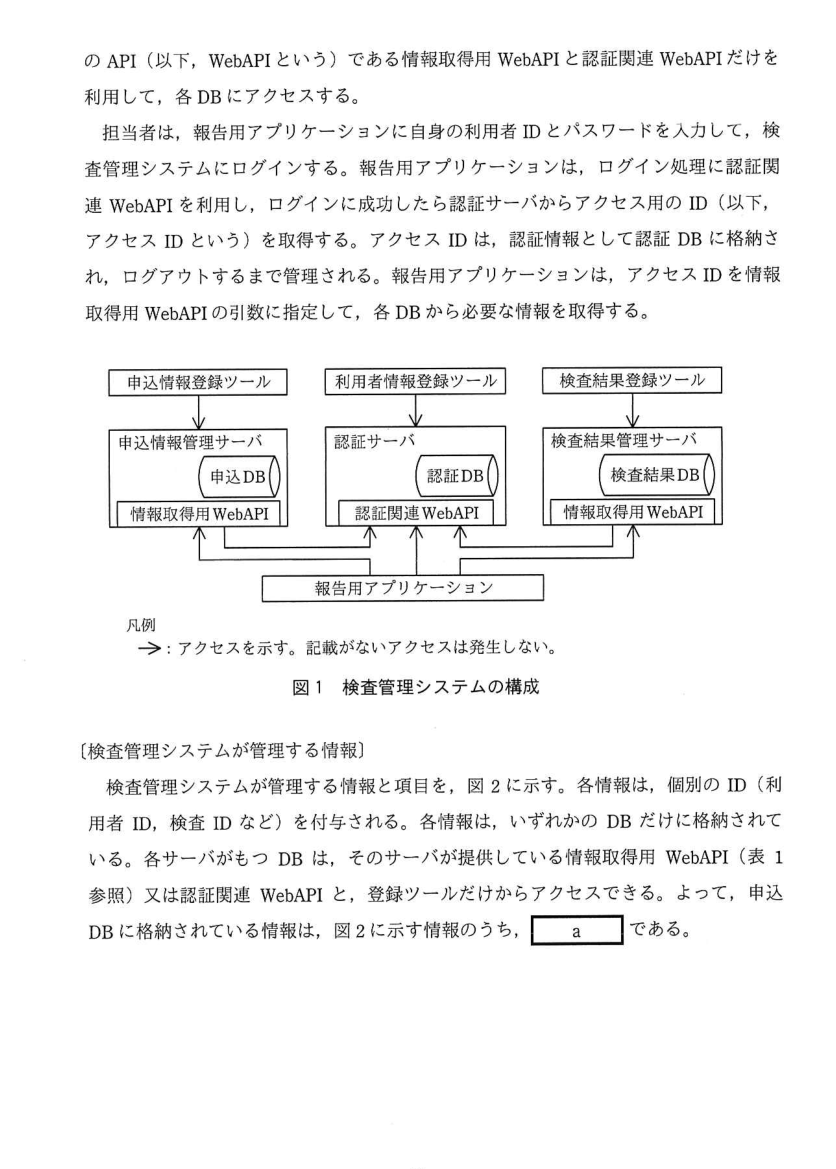 の API（以下，WebAPI という）である情報取得用 WebAPI と認証関連 WebAPI だけを
利用して，各 DB にアクセスする。
担当者は，報告用アプリケーションに自身の利用者 ID とパスワードを入力して，検
査管理システムにログインする。報告用アプリケーションは，ログイン処理に認証関
連 WebAPI を利用し，ログインに成功したら認証サーバからアクセス用の ID（以下，
アクセス ID という）を取得する。アクセス ID は，認証情報として認証 DB に格納さ
れ，ログアウトするまで管理される。報告用アプリケーションは，アクセス ID を情報
取得用 WebAPI の引数に指定して，各 DB から必要な情報を取得する。
申込情報登録ツール
利用者情報登録ツール
検査結果登録ツール
申込情報管理サーバ
認証サーバ
検査結果管理サーバ
申込 DB
認証 DB
検査結果 DB
情報取得用 WebAPI
認証関連 WebAPI
情報取得用 WebAPI
報告用アプリケーション
凡例
→：アクセスを示す。記載がないアクセスは発生しない。
図1 検査管理システムの構成
〔検査管理システムが管理する情報〕
検査管理システムが管理する情報と項目を，図 2 に示す。各情報は，個別の ID（利
用者 ID，検査 ID など）を付与される。各情報は，いずれかの DB だけに格納されて
いる。各サーバがもつ DB は，そのサーバが提供している情報取得用 WebAPI（表 1
参照）又は認証関連 WebAPI と，登録ツールだけからアクセスできる。よって，申込
DB に格納されている情報は，図 2 に示す情報のうち， a である。